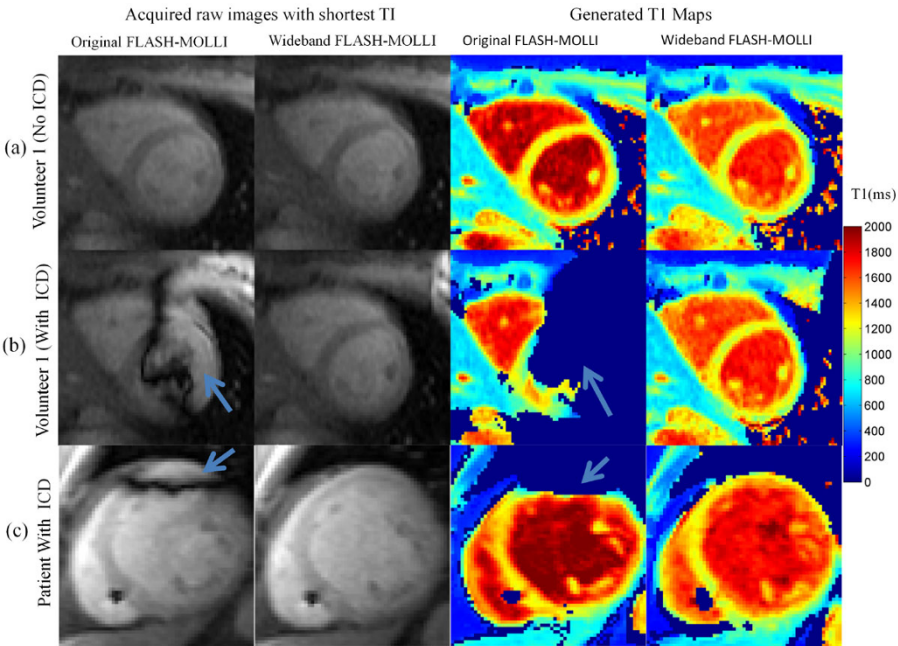 Acquired raw images with shortest TI
Generated T1 Maps
Original FLASH-MOLLI
Wideband FLASH-MOLLI
Original FLASH-MOLLI
Wideband FLASH-MOLLI
(a)
Volunteer 1 (No ICD)
(b)
Volunteer 1 (With ICD)
(c)
Patient With ICD
T1(ms)
2000
1800
1600
1400
1200
1000
800
600
400
200
0